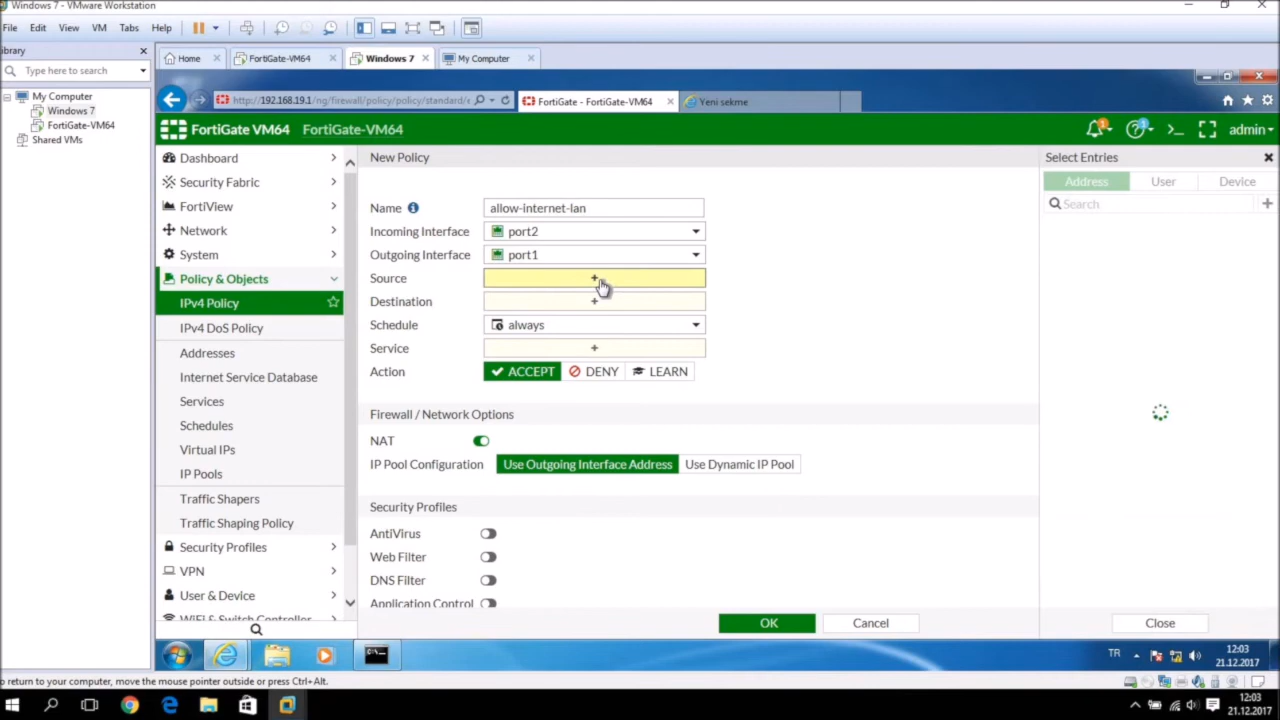 Windows 7 - VMware Workstation
File Edit View VM Tabs Help
ibrary
Home FortiGate-VM64 Windows 7 My Computer
Type here to search
My Computer
Windows 7
FortiGate-VM64
Shared VMs
http://192.168.19.1/ng/firewall/policy/policy/standard/e FortiGate - FortiGate-VM64 Yeni sekme
FortiGate VM64 FortiGate-VM64 1 1 admin
Dashboard
Security Fabric
FortiView
Network
System
Policy & Objects
IPv4 Policy
IPv4 DoS Policy
Addresses
Internet Service Database
Services
Schedules
Virtual IPs
IP Pools
Traffic Shapers
Traffic Shaping Policy
Security Profiles
VPN
User & Device
WiFi & Switch Controller
New Policy
Name allow-internet-lan
Incoming Interface port2
Outgoing Interface port1
Source +
Destination +
Schedule always
Service +
Action ACCEPT DENY LEARN
Firewall / Network Options
NAT
IP Pool Configuration Use Outgoing Interface Address Use Dynamic IP Pool
Security Profiles
AntiVirus
Web Filter
DNS Filter
Application Control
OK Cancel
Select Entries
Address User Device
Search
Close
TR 12:03
21.12.2017
o return to your computer, move the mouse pointer outside or press Ctrl+Alt.
12:03
21.12.2017